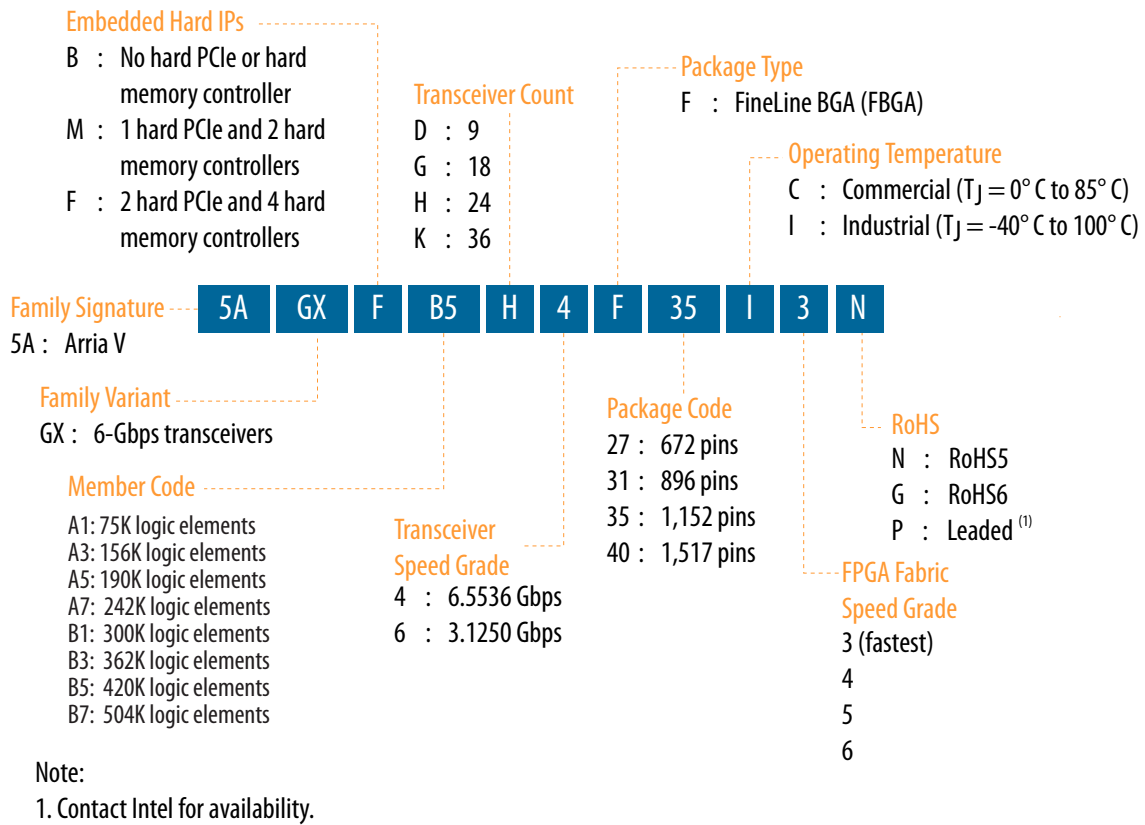 Embedded Hard IPs
B : No hard PCIe or hard
memory controller
M : 1 hard PCIe and 2 hard
memory controllers
F : 2 hard PCIe and 4 hard
memory controllers
Transceiver Count
D : 9
G : 18
H : 24
K : 36
Package Type
F : FineLine BGA (FBGA)
Operating Temperature
C : Commercial (TJ = 0° C to 85° C)
I : Industrial (TJ = -40° C to 100° C)
Family Signature
5A : Arria V
5A GX F B5 H 4 F 35 I 3 N
Family Variant
GX : 6-Gbps transceivers
Member Code
A1: 75K logic elements
A3: 156K logic elements
A5: 190K logic elements
A7: 242K logic elements
B1: 300K logic elements
B3: 362K logic elements
B5: 420K logic elements
B7: 504K logic elements
Transceiver
Speed Grade
4 : 6.5536 Gbps
6 : 3.1250 Gbps
Package Code
27 : 672 pins
31 : 896 pins
35 : 1,152 pins
40 : 1,517 pins
RoHS
N : RoHS5
G : RoHS6
P : Leaded (1)
FPGA Fabric
Speed Grade
3 (fastest)
4
5
6
Note:
1. Contact Intel for availability.